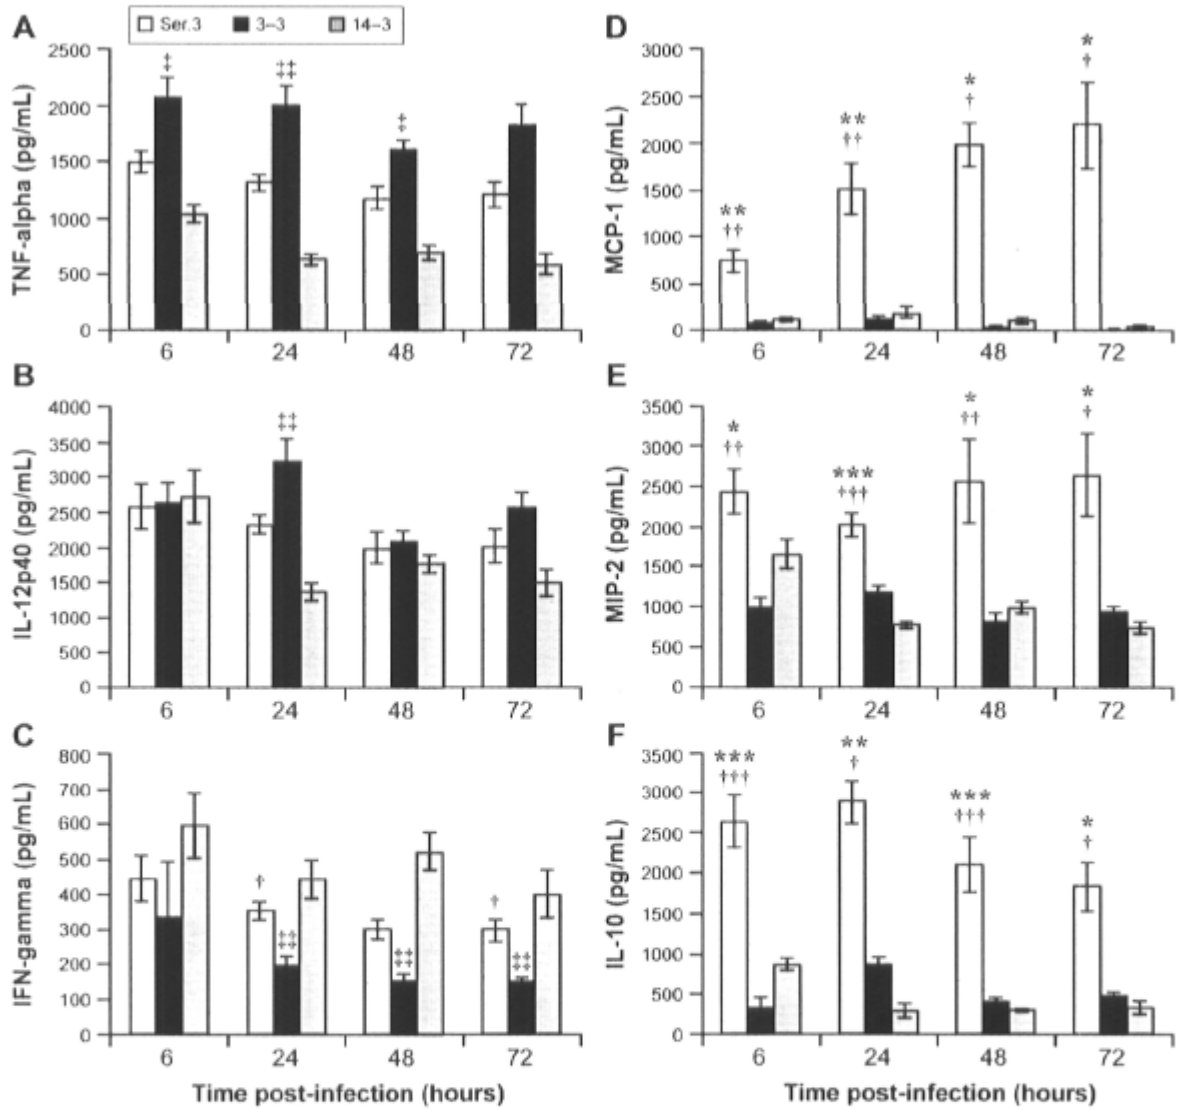 A
Ser.3 3–3 14–3
TNF-alpha (pg/mL)
2500
2000
1500
1000
500
0
‡ ‡‡ ‡
6 24 48 72
B
IL-12p40 (pg/mL)
4000
3500
3000
2500
2000
1500
1000
500
0
‡‡
6 24 48 72
C
IFN-gamma (pg/mL)
800
700
600
500
400
300
200
100
0
† †
‡‡ ‡‡ ‡‡
6 24 48 72
Time post-infection (hours)
D
MCP-1 (pg/mL)
3000
2500
2000
1500
1000
500
0
** ** * *
†† †† † †
6 24 48 72
E
MIP-2 (pg/mL)
3500
3000
2500
2000
1500
1000
500
0
* *** * *
†† ††† †† †
6 24 48 72
F
IL-10 (pg/mL)
3500
3000
2500
2000
1500
1000
500
0
*** ** *** *
††† † ††† †
6 24 48 72
Time post-infection (hours)